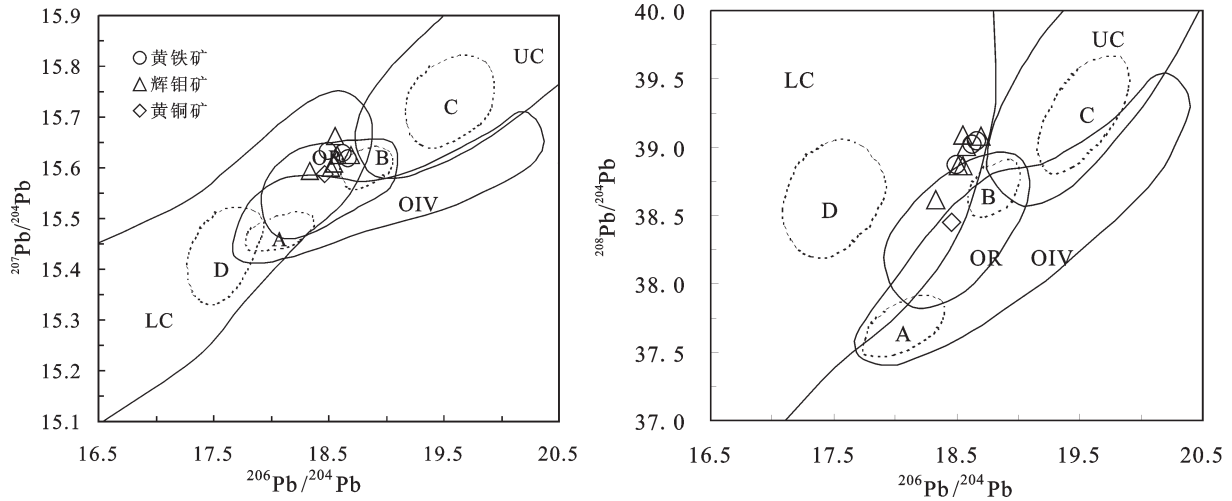 15.9
15.8
15.7
15.6
15.5
15.4
15.3
15.2
15.1
²⁰⁷Pb/²⁰⁴Pb
黄铁矿
辉钼矿
黄铜矿
UC
C
OR
B
OIV
A
D
LC
16.5 17.5 18.5 19.5 20.5
²⁰⁶Pb/²⁰⁴Pb
40.0
39.5
39.0
38.5
38.0
37.5
37.0
²⁰⁸Pb/²⁰⁴Pb
UC
LC
C
D
B
OR
OIV
A
16.5 17.5 18.5 19.5 20.5
²⁰⁶Pb/²⁰⁴Pb